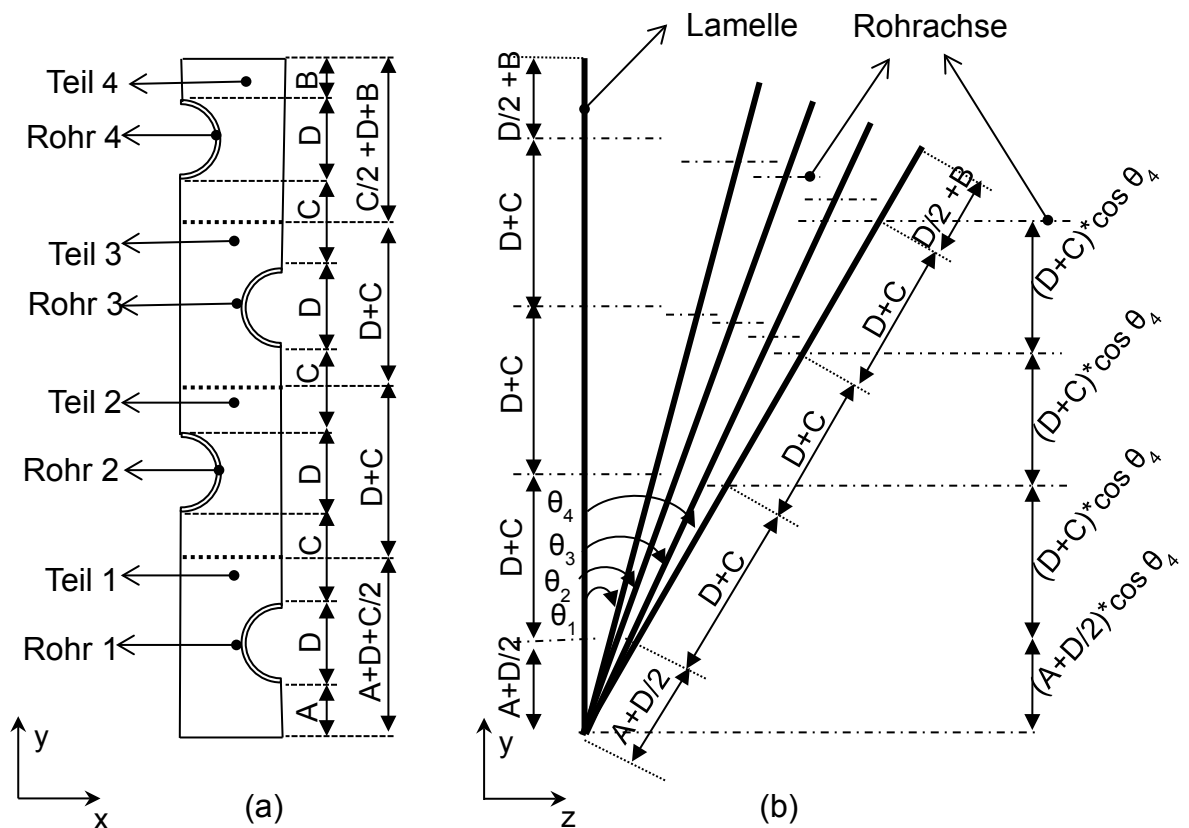 Teil 4
Rohr 4
Teil 3
Rohr 3
Teil 2
Rohr 2
Teil 1
Rohr 1
B
D
C
D
C
D
C
D
A
C/2 +D+B
D+C
D+C
A+D+C/2
y
x
(a)
Lamelle
Rohrachse
D/2 +B
D+C
D+C
D+C
A+D/2
θ4
θ3
θ2
θ1
D/2 +B
D+C
D+C
D+C
A+D/2
(D+C)*cos θ4
(D+C)*cos θ4
(D+C)*cos θ4
(A+D/2)*cos θ4
y
z
(b)